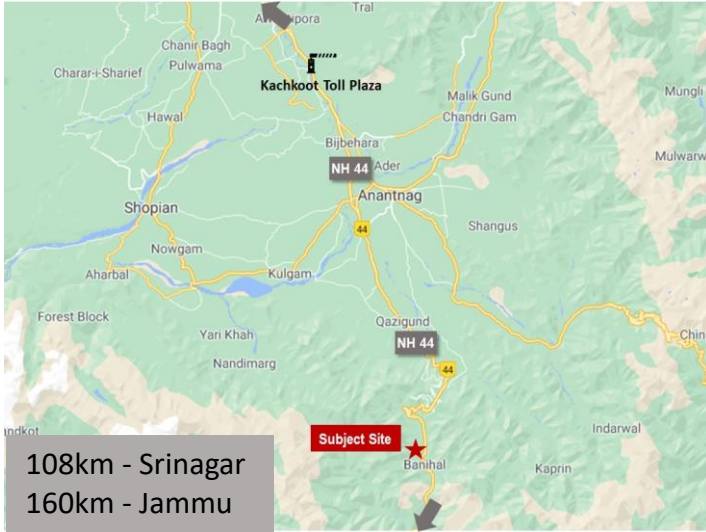 Tral
Chanir Bagh
Pulwama
Charar-i-Sharief
Kachkoot Toll Plaza
Mungli
Malik Gund
Chandri Gam
Hawal
Bijbehara
Mulwarw
Ader
NH 44
Anantnag
Shopian
44
Shangus
Nowgam
Aharbal
Kulgam
Forest Block
Qazigund
Yari Khah
NH 44
Chin
Nandimarg
44
ndkot
Subject Site
Indarwal
Banihal
Kaprin
108km - Srinagar
160km - Jammu